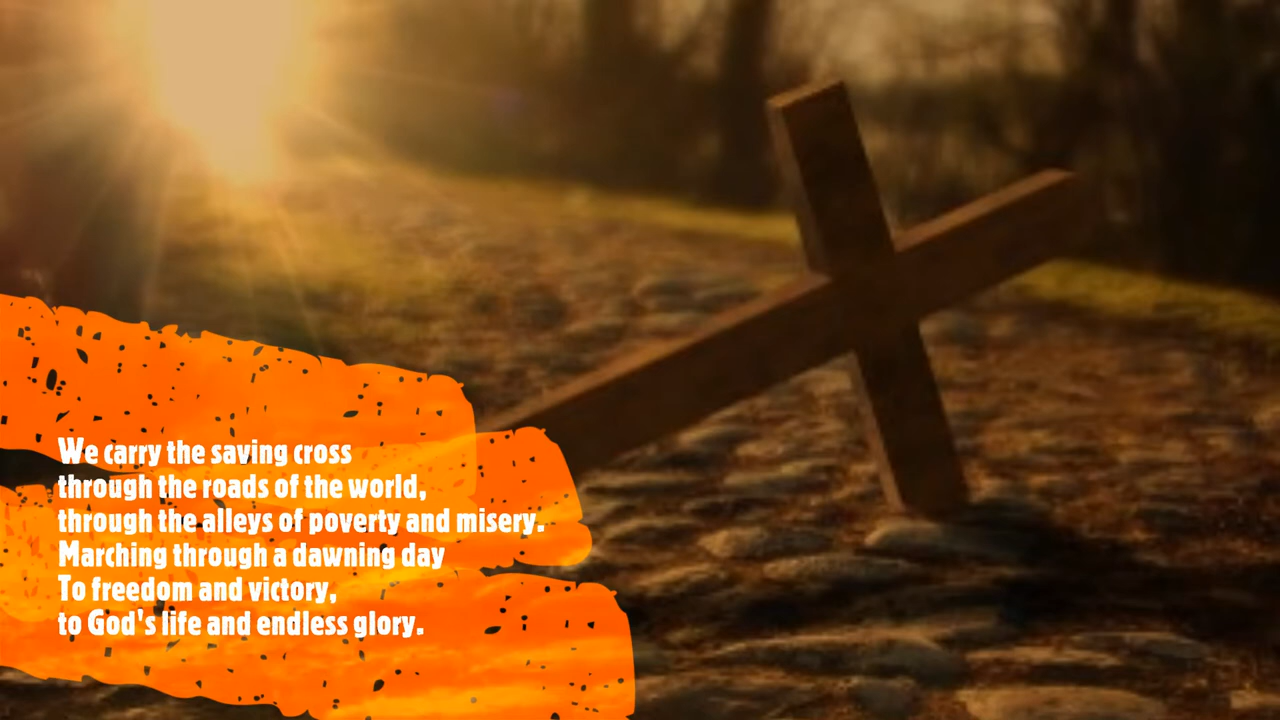 We carry the saving cross
through the roads of the world,
through the alleys of poverty and misery.
Marching through a dawning day
To freedom and victory,
to God's life and endless glory.